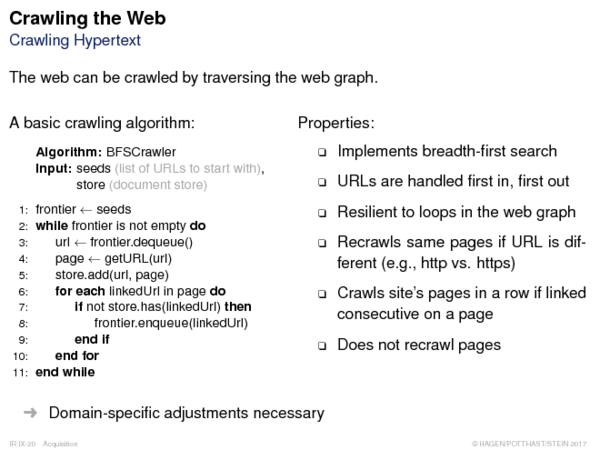 Crawling the Web
Crawling Hypertext
The web can be crawled by traversing the web graph.
A basic crawling algorithm:
Algorithm: BFSCrawler
Input: seeds (list of URLs to start with),
store (document store)
1: frontier ← seeds
2: while frontier is not empty do
3: url ← frontier.dequeue()
4: page ← getURL(url)
5: store.add(url, page)
6: for each linkedUrl in page do
7: if not store.has(linkedUrl) then
8: frontier.enqueue(linkedUrl)
9: end if
10: end for
11: end while
Properties:
❑ Implements breadth-first search
❑ URLs are handled first in, first out
❑ Resilient to loops in the web graph
❑ Recrawls same pages if URL is dif-
ferent (e.g., http vs. https)
❑ Crawls site's pages in a row if linked
consecutive on a page
❑ Does not recrawl pages
➜ Domain-specific adjustments necessary
IR:IX-20 Acquisition
© HAGEN/POTTHAST/STEIN 2017